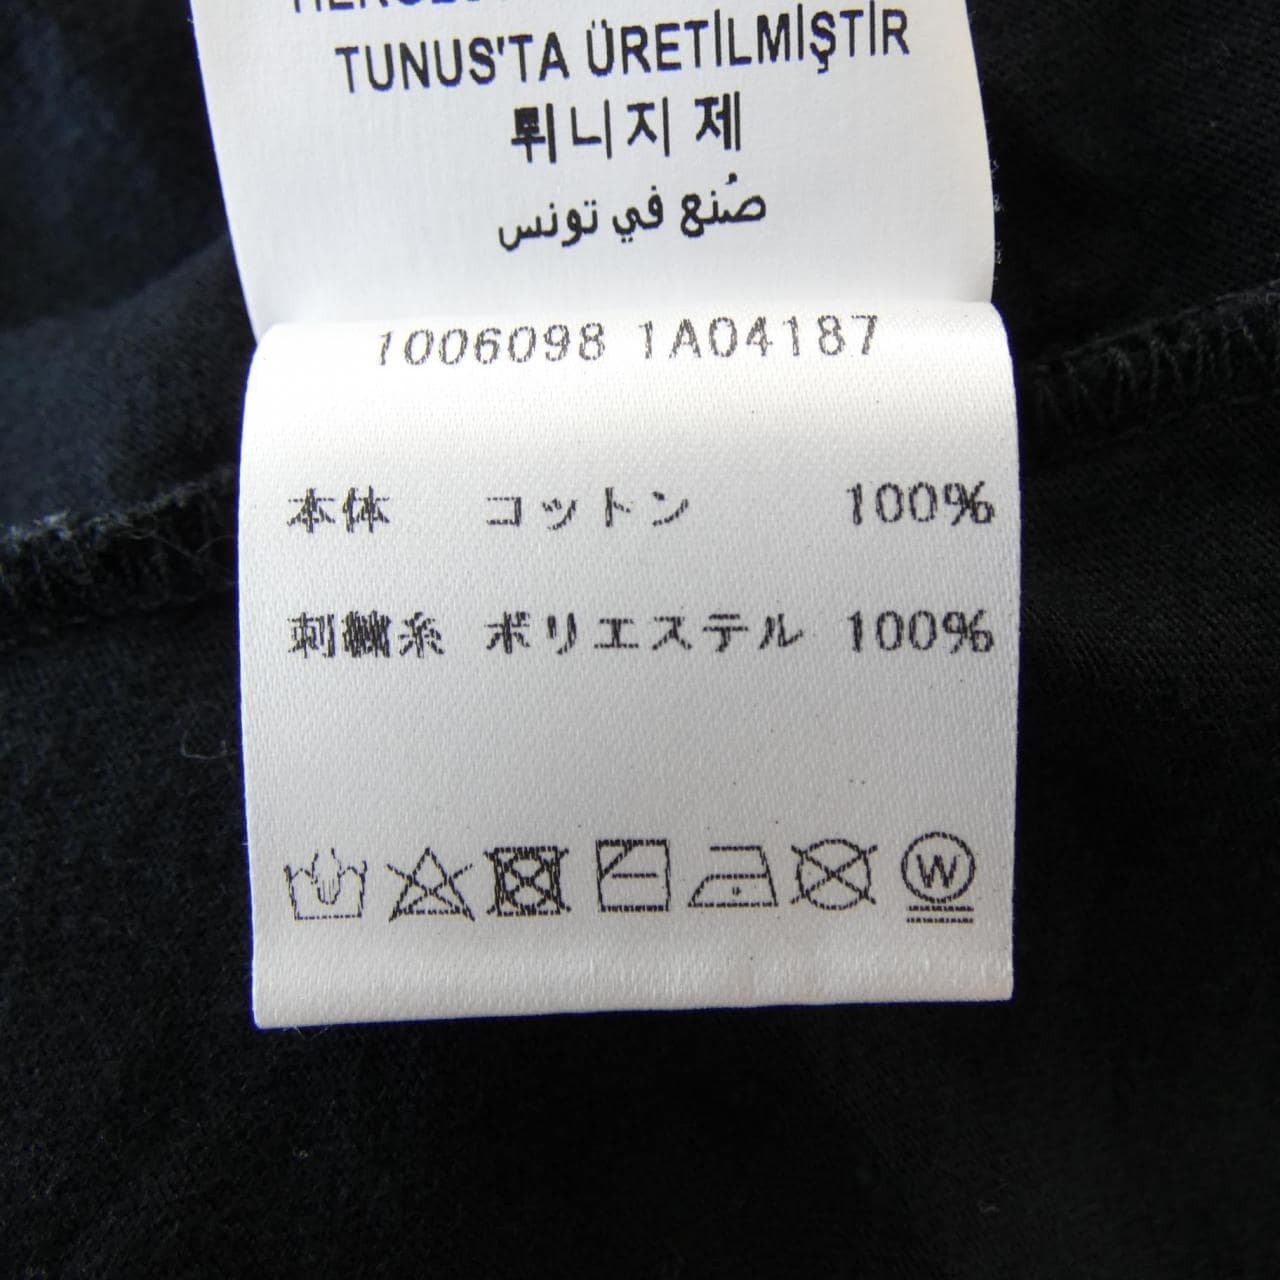 TUNUS'TA ÜRETİLMİŞTİR
튀니지 제
صُنع في تونس
1006098 1A04187
本体 コットン 100%
刺繍糸 ポリエステル 100%
W